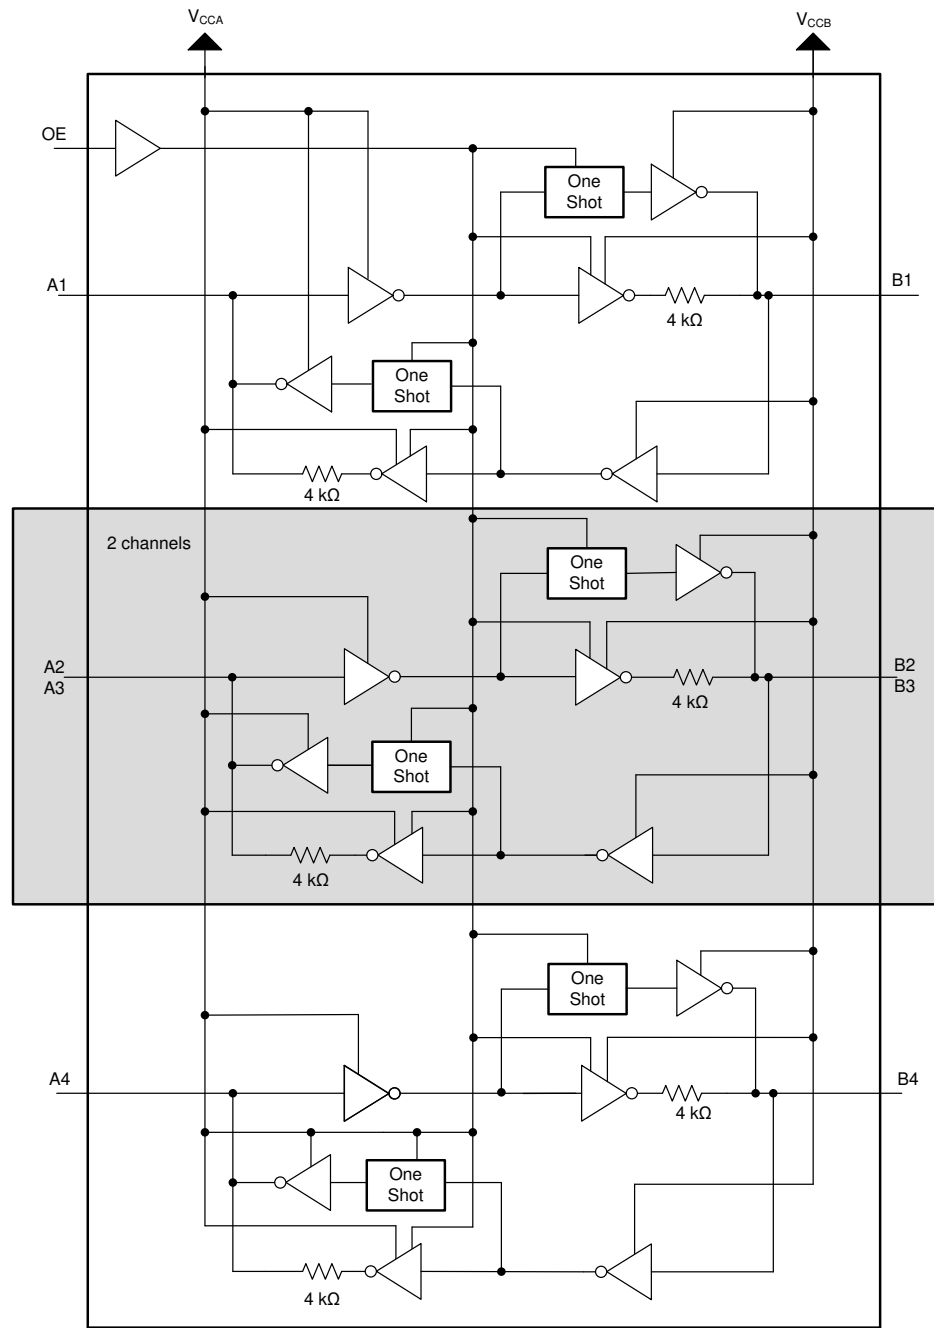 VCCA
VCCB
OE
One
Shot
A1
B1
4 kΩ
One
Shot
4 kΩ
2 channels
One
Shot
A2
A3
B2
B3
4 kΩ
One
Shot
4 kΩ
One
Shot
A4
B4
4 kΩ
One
Shot
4 kΩ